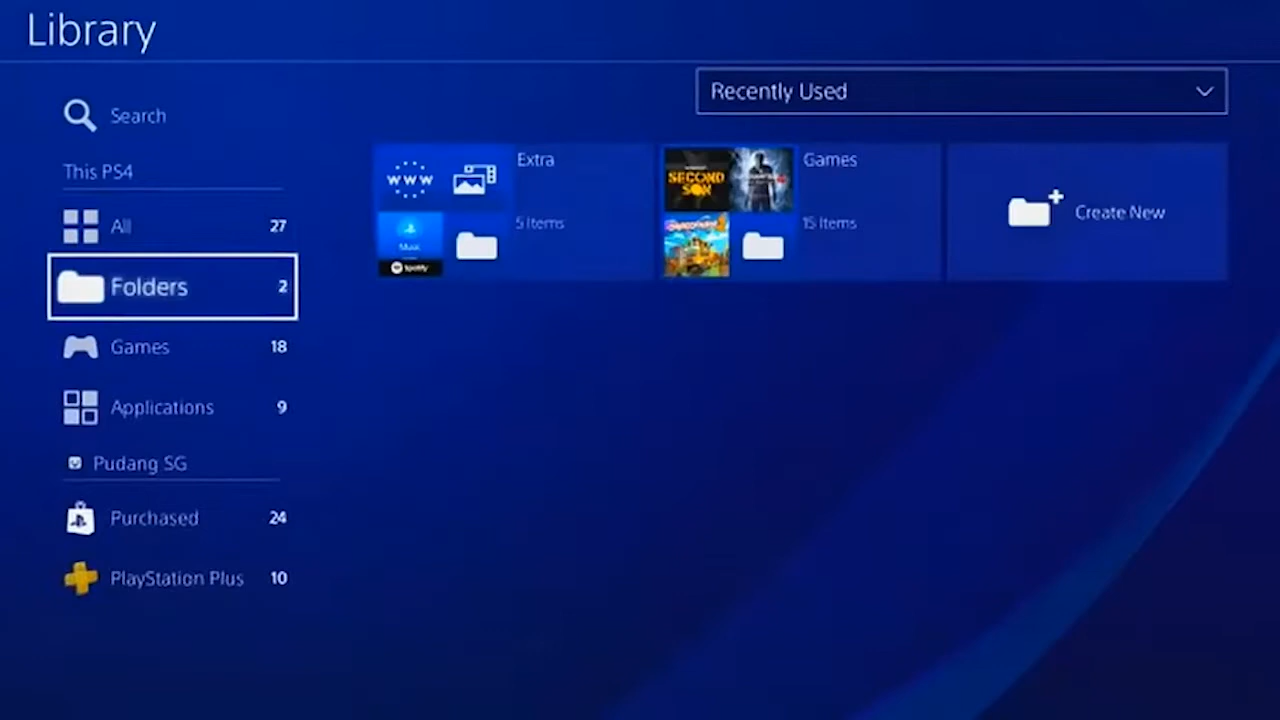 Library
Recently Used
Search
This PS4
All 27
Folders 2
Games 18
Applications 9
Pudang SG
Purchased 24
PlayStation Plus 10
Extra
5 Items
www
Music
Spotify
Games
15 Items
SECOND
SON
Create New